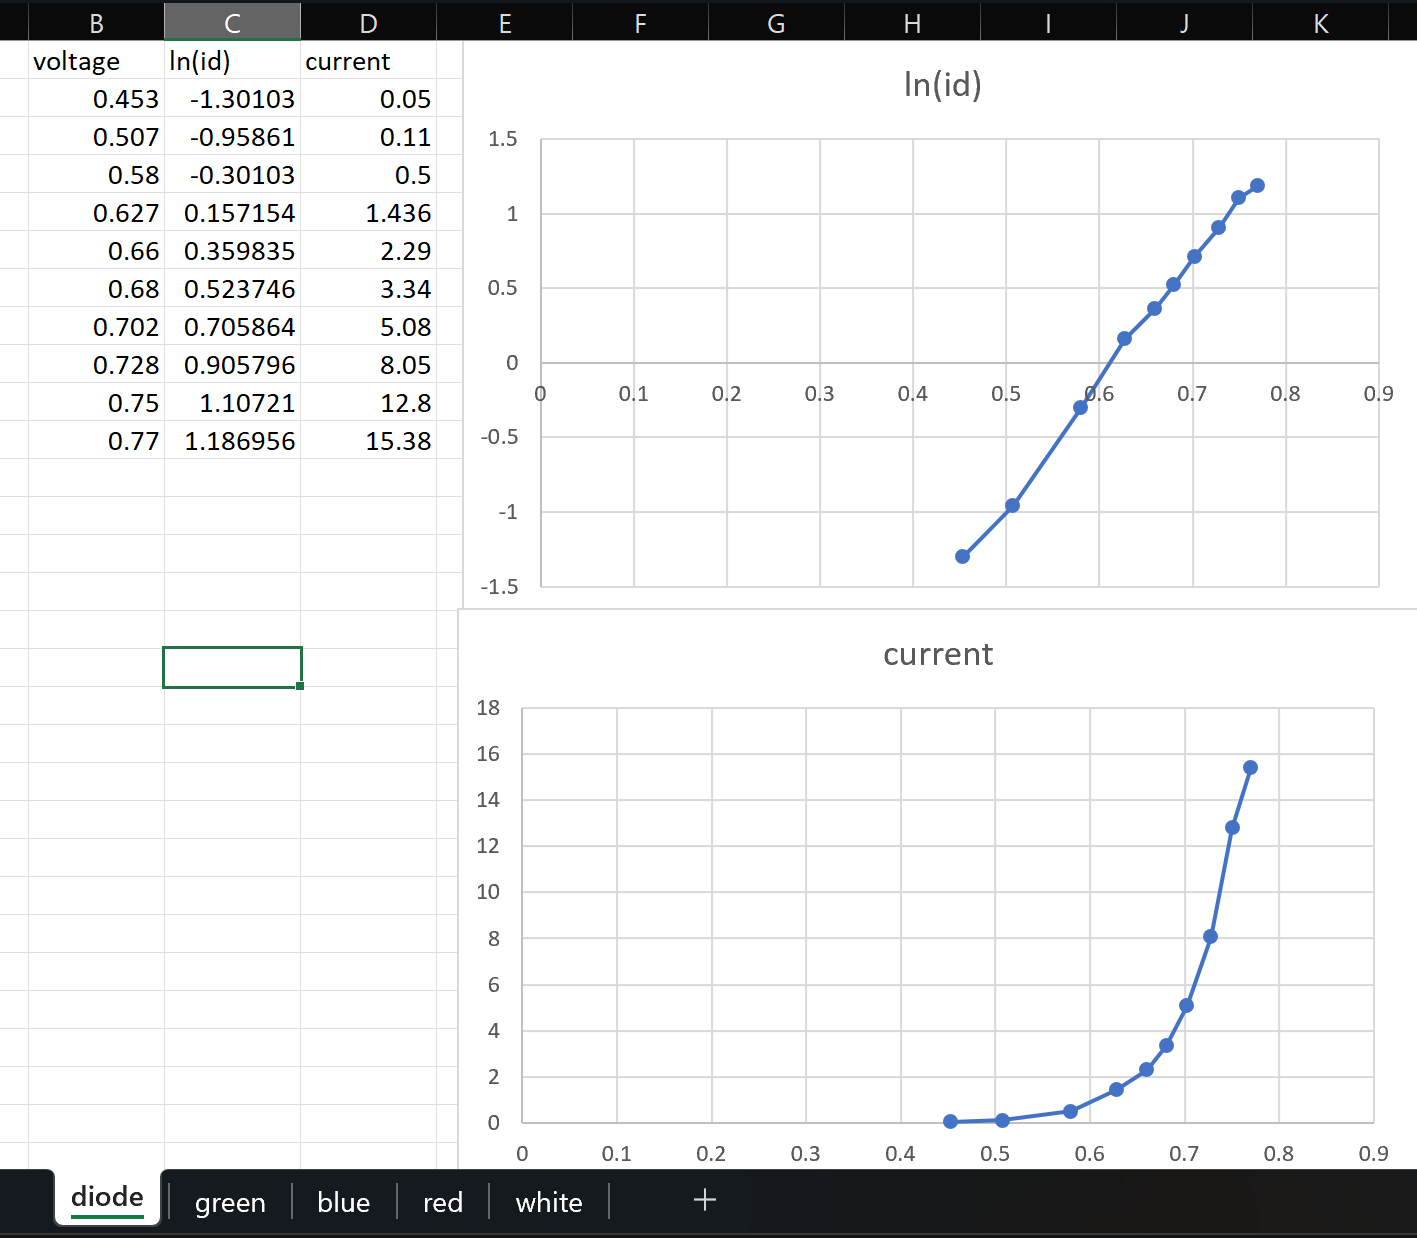 B C D E F G H I J K
voltage ln(id) current
0.453 -1.30103 0.05
0.507 -0.95861 0.11
0.58 -0.30103 0.5
0.627 0.157154 1.436
0.66 0.359835 2.29
0.68 0.523746 3.34
0.702 0.705864 5.08
0.728 0.905796 8.05
0.75 1.10721 12.8
0.77 1.186956 15.38
ln(id)
1.5
1
0.5
0
0 0.1 0.2 0.3 0.4 0.5 0.6 0.7 0.8 0.9
-0.5
-1
-1.5
current
18
16
14
12
10
8
6
4
2
0
0 0.1 0.2 0.3 0.4 0.5 0.6 0.7 0.8 0.9
diode green blue red white +